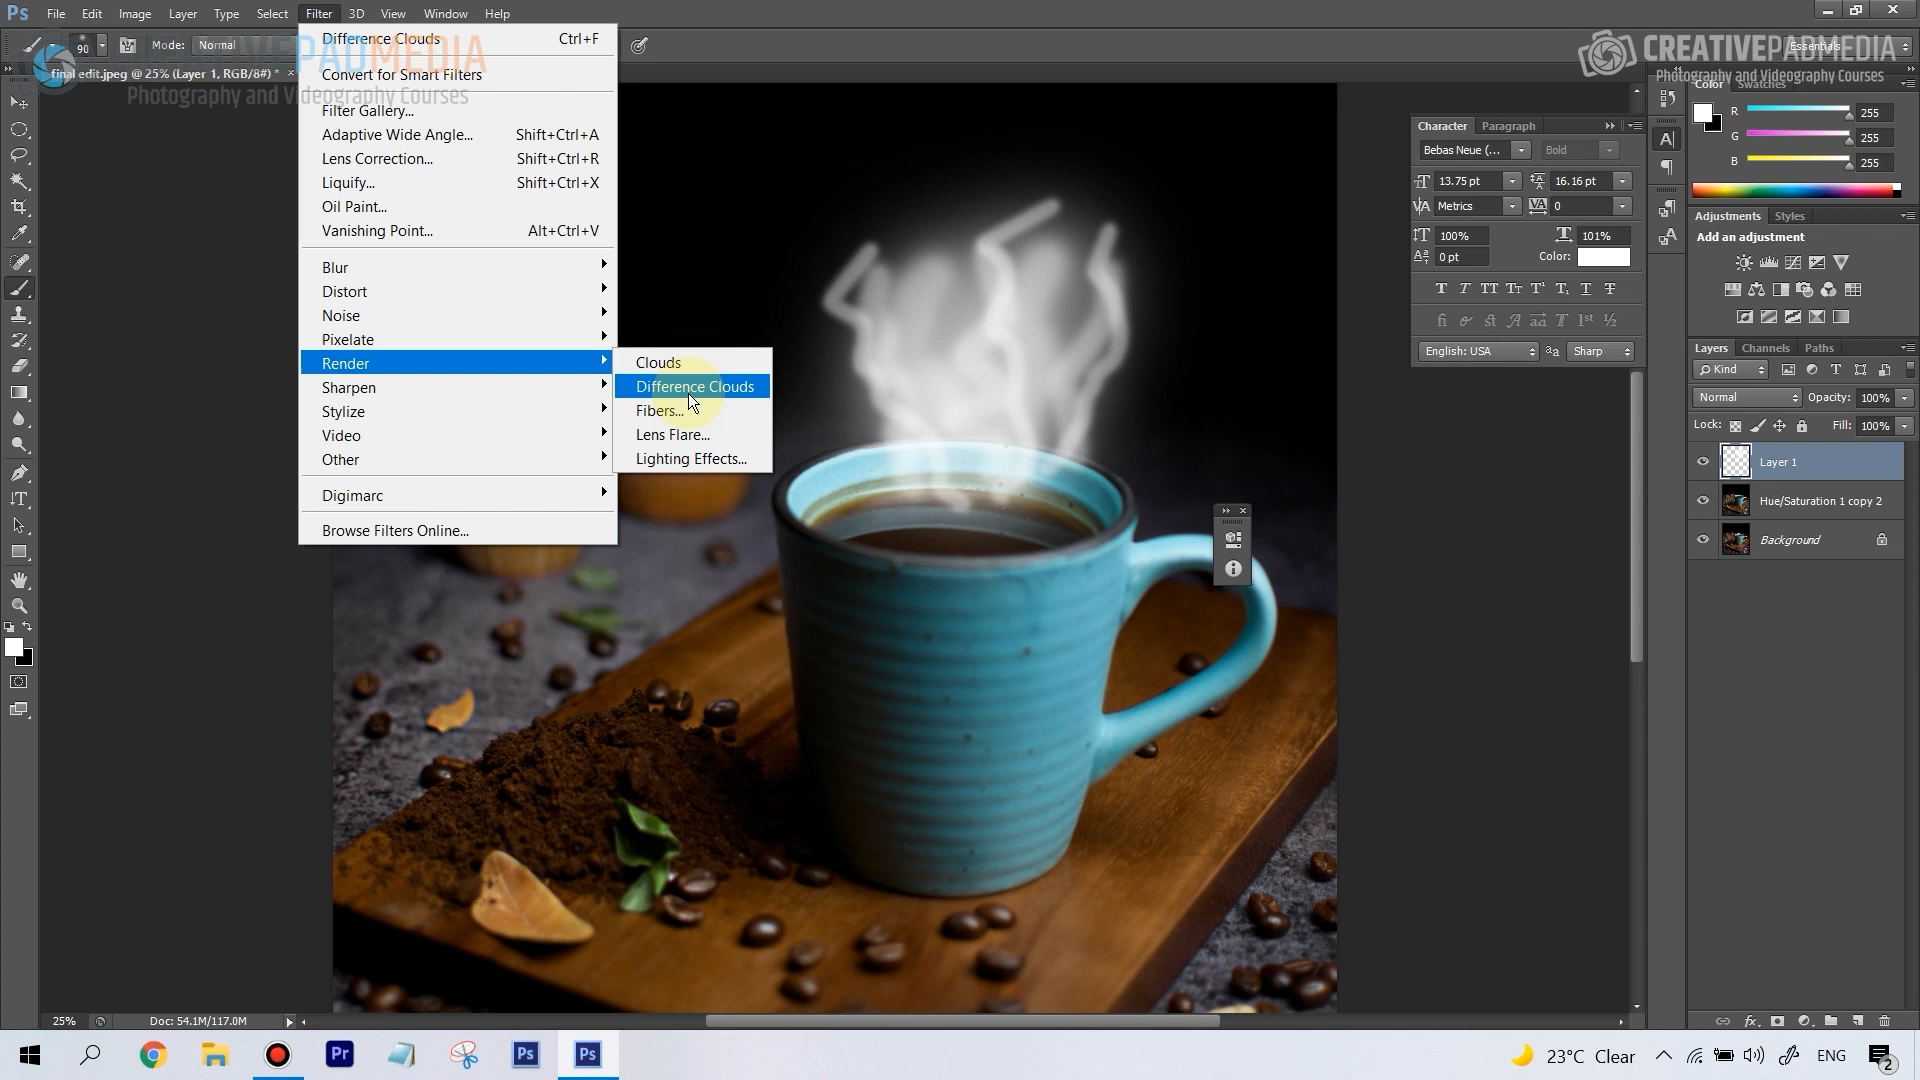 File Edit Image Layer Type Select Filter 3D View Window Help
90 Mode: Normal
Essentials
CREATIVEPADMEDIA
Photography and Videography Courses
final edit.jpeg @ 25% (Layer 1, RGB/8#) *
PADMEDIA
Photography and Videography Courses
Difference Clouds Ctrl+F
Convert for Smart Filters
Filter Gallery...
Adaptive Wide Angle... Shift+Ctrl+A
Lens Correction... Shift+Ctrl+R
Liquify... Shift+Ctrl+X
Oil Paint...
Vanishing Point... Alt+Ctrl+V
Blur
Distort
Noise
Pixelate
Render
Sharpen
Stylize
Video
Other
Digimarc
Browse Filters Online...
Clouds
Difference Clouds
Fibers...
Lens Flare...
Lighting Effects...
Character Paragraph
Bebas Neue (... Bold
13.75 pt 16.16 pt
Metrics 0
100% 101%
0 pt Color:
English: USA Sharp
Color Swatches
R 255
G 255
B 255
Adjustments Styles
Add an adjustment
Layers Channels Paths
Kind
Normal Opacity: 100%
Lock: Fill: 100%
Layer 1
Hue/Saturation 1 copy 2
Background
25% Doc: 54.1M/117.0M
23°C Clear ENG 2